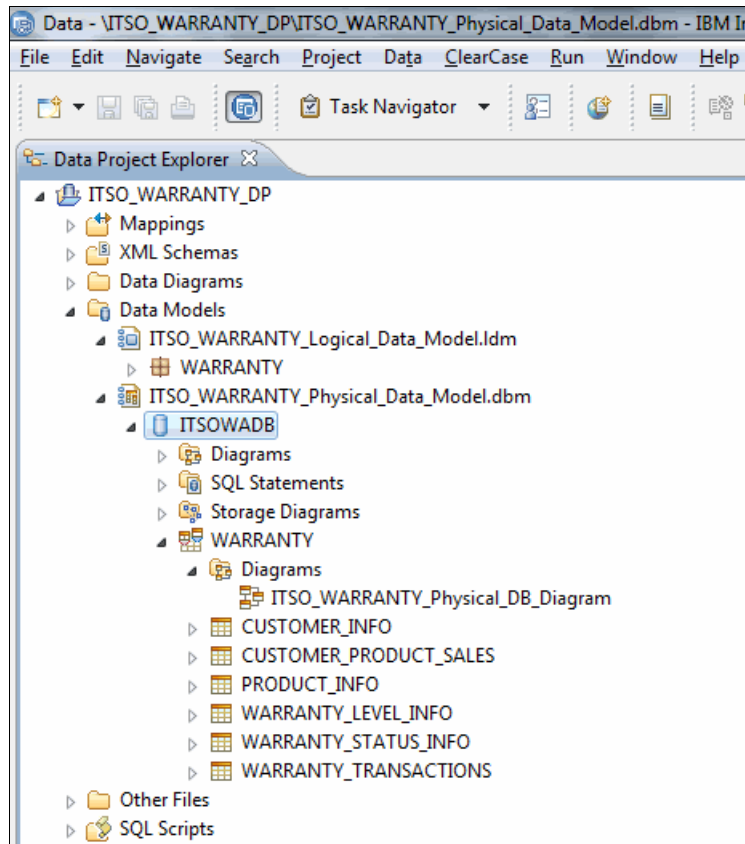 Data - \ITSO_WARRANTY_DP\ITSO_WARRANTY_Physical_Data_Model.dbm - IBM
File Edit Navigate Search Project Data ClearCase Run Window Help
Task Navigator
Data Project Explorer
ITSO_WARRANTY_DP
Mappings
XML Schemas
Data Diagrams
Data Models
ITSO_WARRANTY_Logical_Data_Model.ldm
WARRANTY
ITSO_WARRANTY_Physical_Data_Model.dbm
ITSOWADB
Diagrams
SQL Statements
Storage Diagrams
WARRANTY
Diagrams
ITSO_WARRANTY_Physical_DB_Diagram
CUSTOMER_INFO
CUSTOMER_PRODUCT_SALES
PRODUCT_INFO
WARRANTY_LEVEL_INFO
WARRANTY_STATUS_INFO
WARRANTY_TRANSACTIONS
Other Files
SQL Scripts